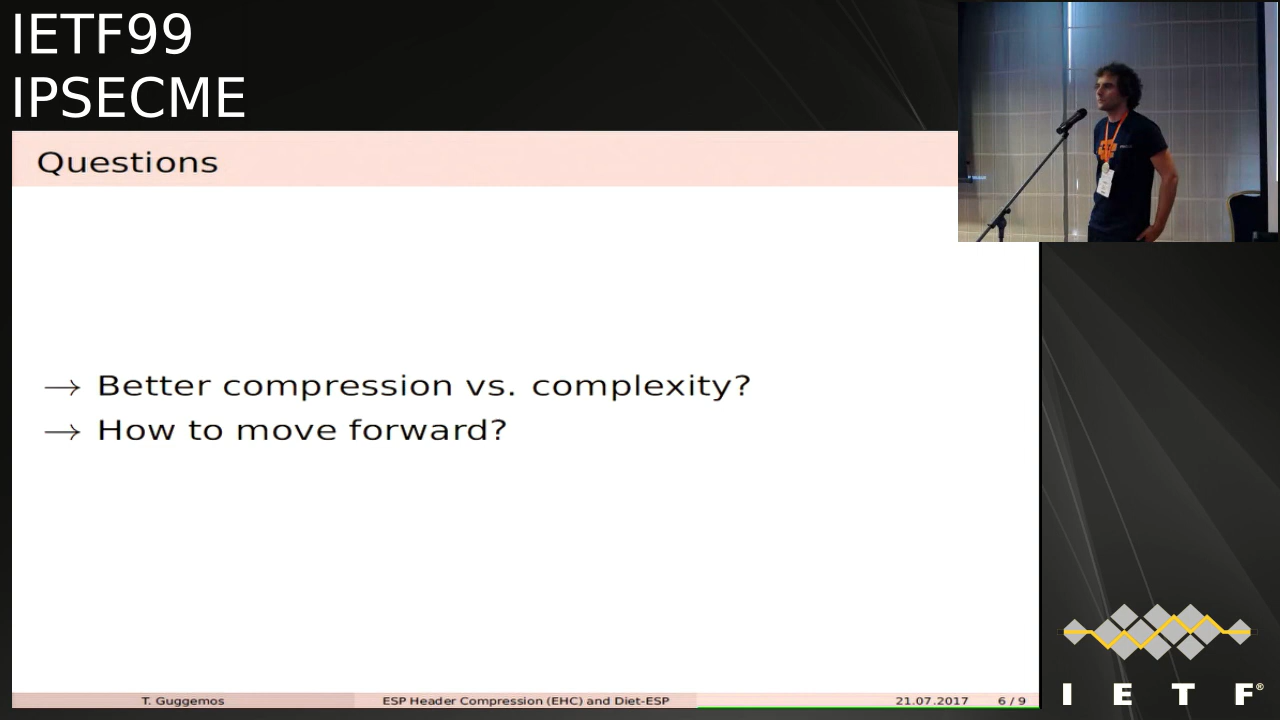 IETF99
IPSECME
Questions
→ Better compression vs. complexity?
→ How to move forward?
T. Guggemos ESP Header Compression (EHC) and Diet-ESP 21.07.2017 6 / 9
I E T F®